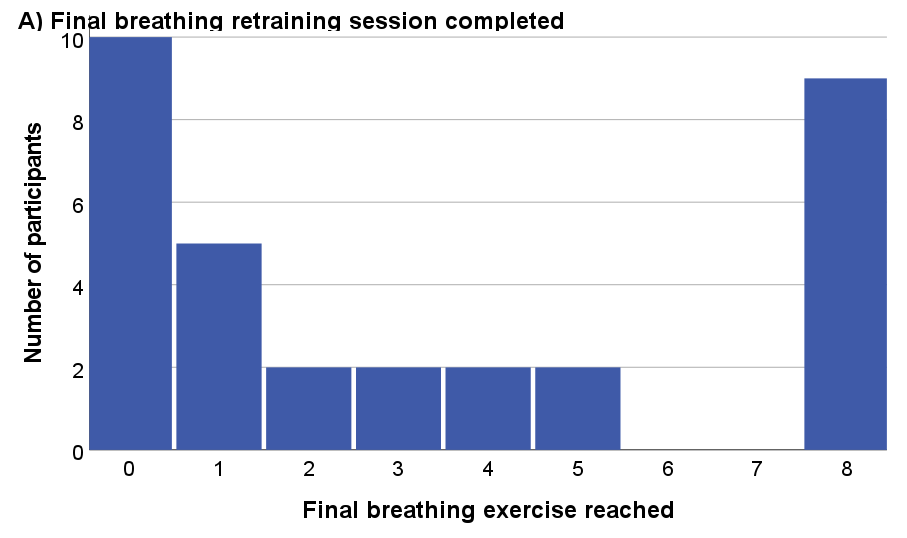 A) Final breathing retraining session completed
10
8
6
4
2
0
Number of participants
0 1 2 3 4 5 6 7 8
Final breathing exercise reached